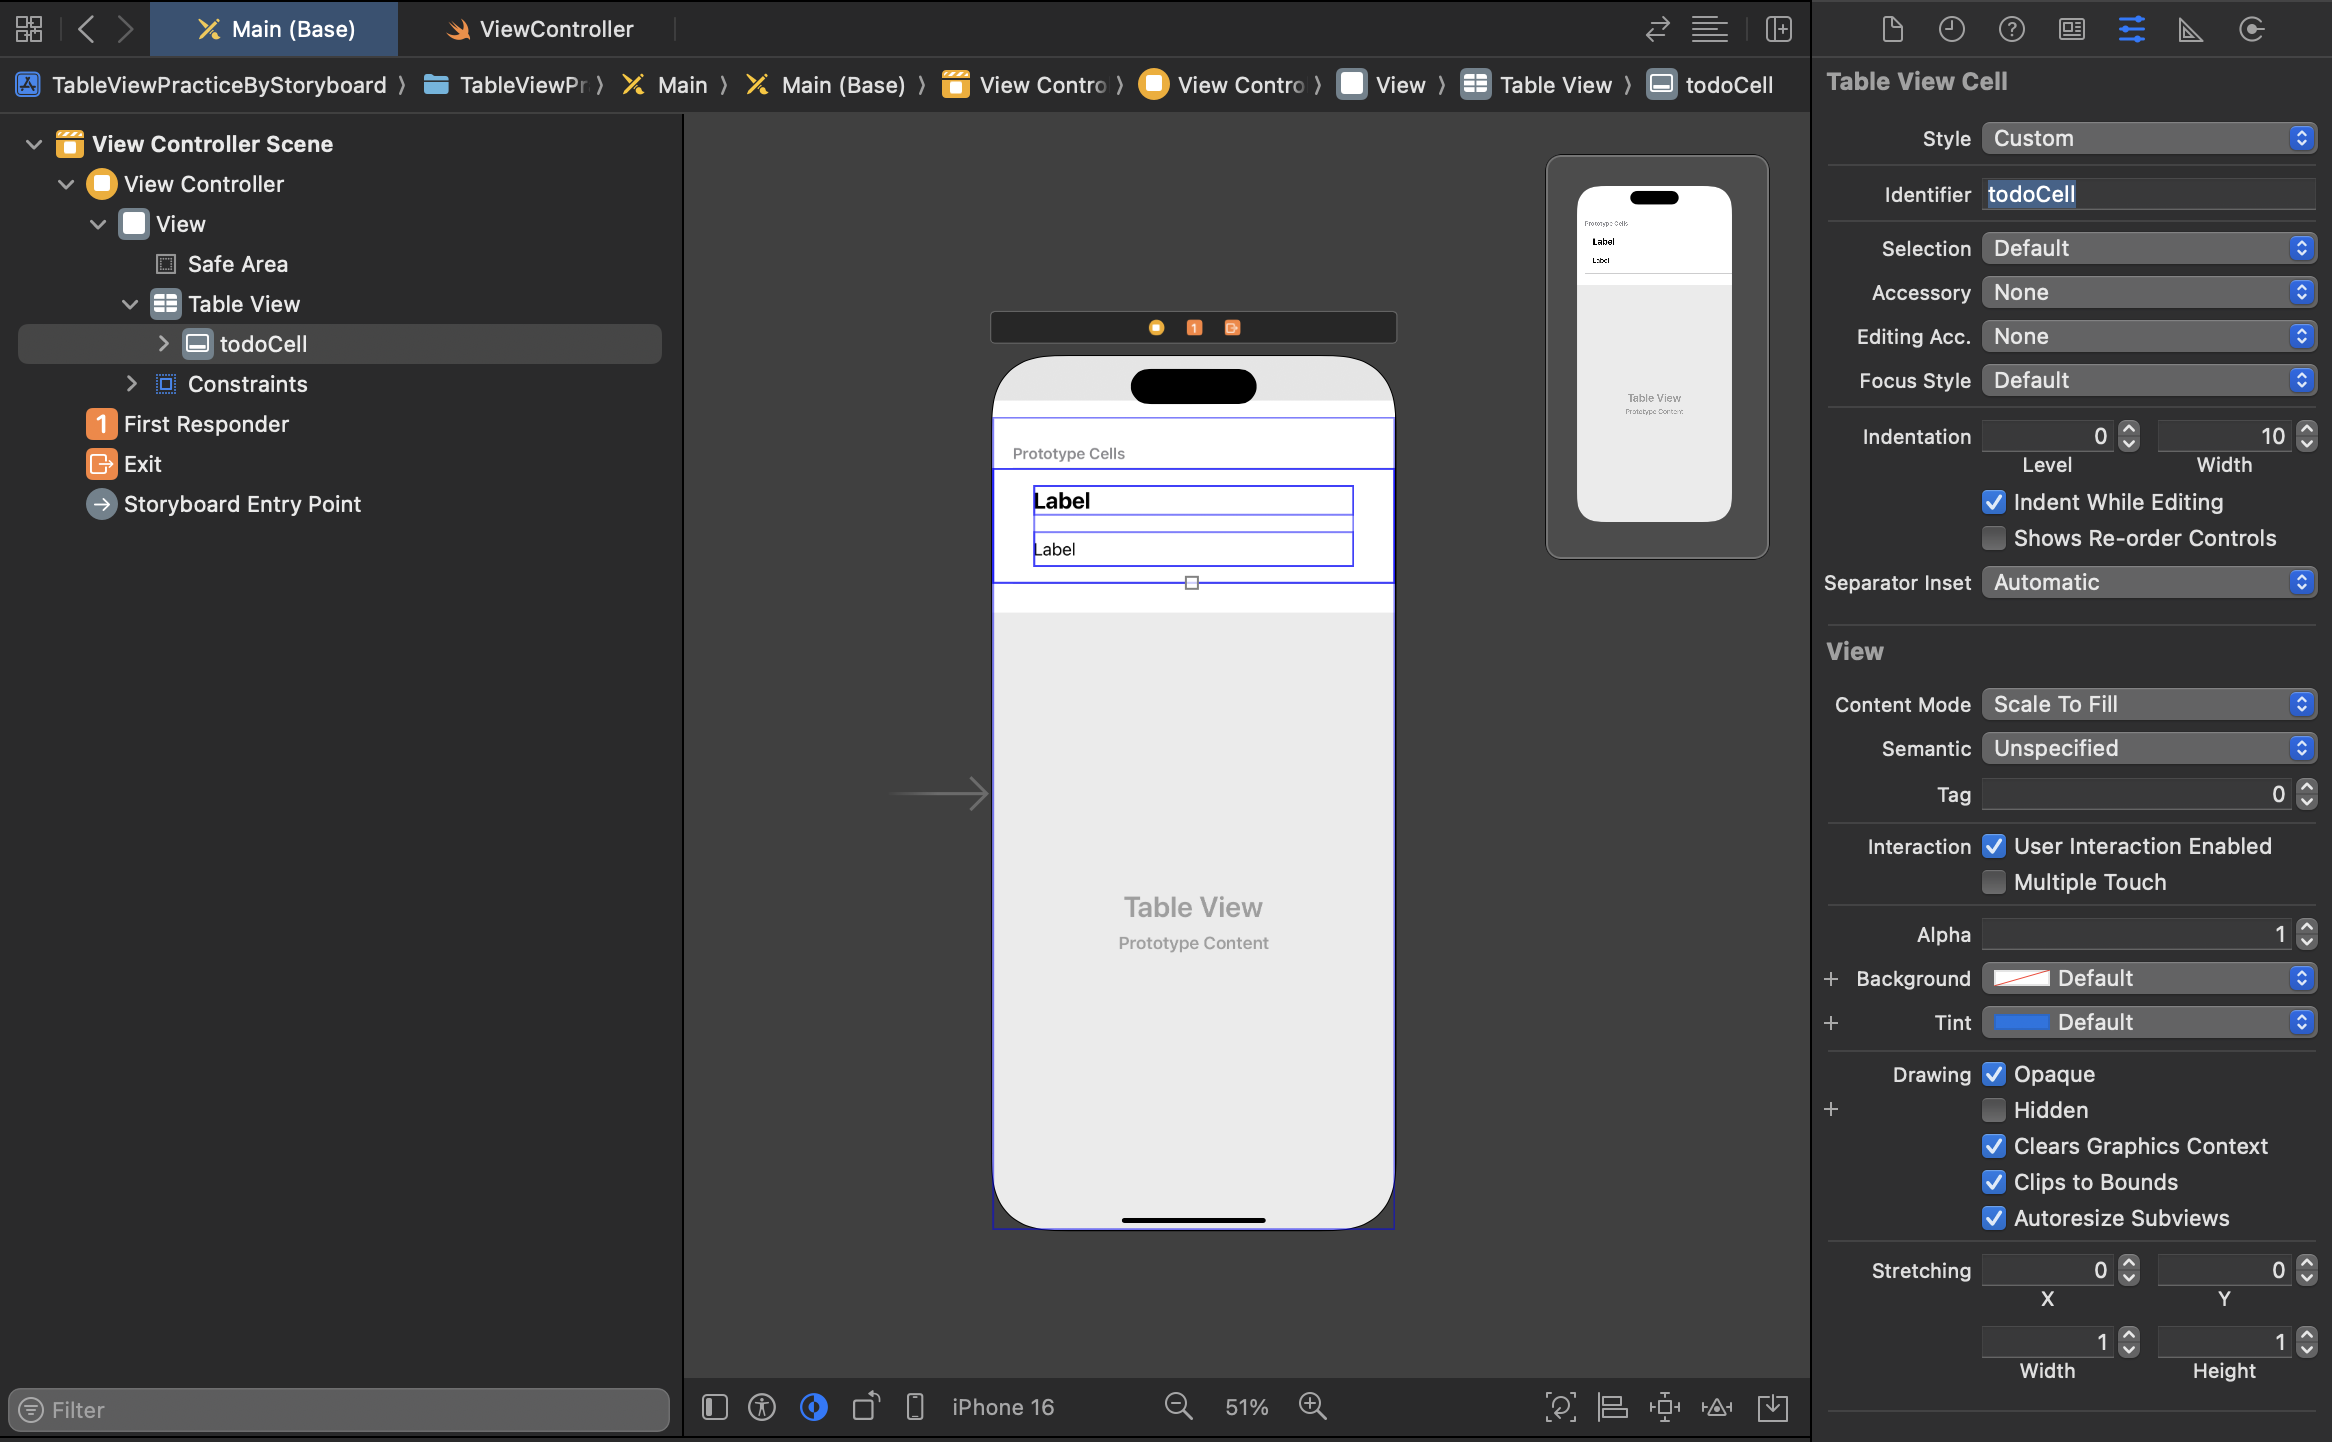 Main (Base)
ViewController
TableViewPracticeByStoryboard
TableViewPr
Main
Main (Base)
View Contro
View Contro
View
Table View
todoCell
View Controller Scene
View Controller
View
Safe Area
Table View
todoCell
Constraints
1 First Responder
Exit
Storyboard Entry Point
Filter
1
Prototype Cells
Label
Label
Table View
Prototype Content
Prototype Cells
Label
Label
Table View
Prototype Content
iPhone 16
51%
Table View Cell
Style Custom
Identifier todoCell
Selection Default
Accessory None
Editing Acc. None
Focus Style Default
Indentation 0 10
Level Width
Indent While Editing
Shows Re-order Controls
Separator Inset Automatic
View
Content Mode Scale To Fill
Semantic Unspecified
Tag 0
Interaction User Interaction Enabled
Multiple Touch
Alpha 1
+ Background Default
+ Tint Default
Drawing Opaque
+ Hidden
Clears Graphics Context
Clips to Bounds
Autoresize Subviews
Stretching 0 0
X Y
1 1
Width Height